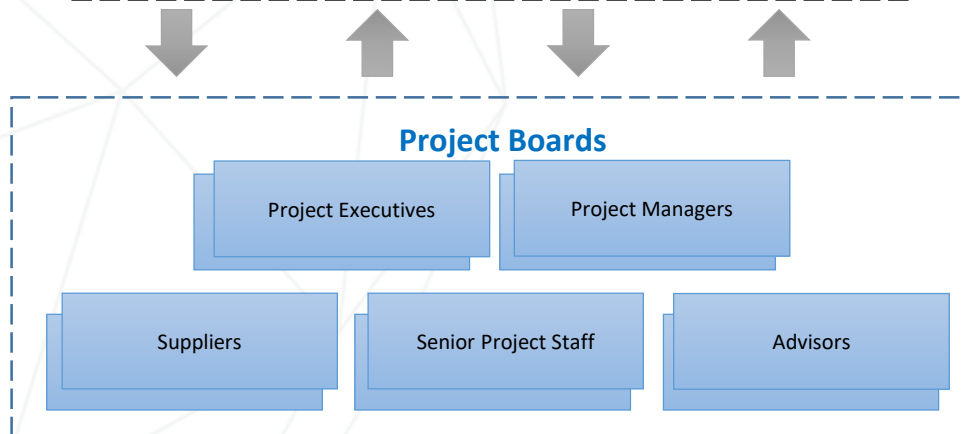 Project Boards
Project Executives
Project Managers
Suppliers
Senior Project Staff
Advisors